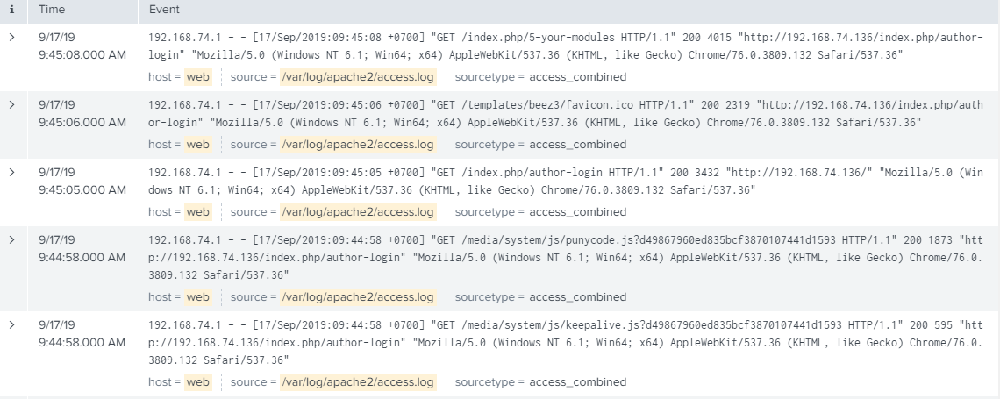 i Time Event
9/17/19 192.168.74.1 - - [17/Sep/2019:09:45:08 +0700] "GET /index.php/5-your-modules HTTP/1.1" 200 4015 "http://192.168.74.136/index.php/author-
9:45:08.000 AM login" "Mozilla/5.0 (Windows NT 6.1; Win64; x64) AppleWebKit/537.36 (KHTML, like Gecko) Chrome/76.0.3809.132 Safari/537.36"
host = web source = /var/log/apache2/access.log sourcetype = access_combined
9/17/19 192.168.74.1 - - [17/Sep/2019:09:45:06 +0700] "GET /templates/beez3/favicon.ico HTTP/1.1" 200 2319 "http://192.168.74.136/index.php/auth
9:45:06.000 AM or-login" "Mozilla/5.0 (Windows NT 6.1; Win64; x64) AppleWebKit/537.36 (KHTML, like Gecko) Chrome/76.0.3809.132 Safari/537.36"
host = web source = /var/log/apache2/access.log sourcetype = access_combined
9/17/19 192.168.74.1 - - [17/Sep/2019:09:45:05 +0700] "GET /index.php/author-login HTTP/1.1" 200 3432 "http://192.168.74.136/" "Mozilla/5.0 (Win
9:45:05.000 AM dows NT 6.1; Win64; x64) AppleWebKit/537.36 (KHTML, like Gecko) Chrome/76.0.3809.132 Safari/537.36"
host = web source = /var/log/apache2/access.log sourcetype = access_combined
9/17/19 192.168.74.1 - - [17/Sep/2019:09:44:58 +0700] "GET /media/system/js/punycode.js?d49867960ed835bcf3870107441d1593 HTTP/1.1" 200 1873 "htt
9:44:58.000 AM p://192.168.74.136/index.php/author-login" "Mozilla/5.0 (Windows NT 6.1; Win64; x64) AppleWebKit/537.36 (KHTML, like Gecko) Chrome/76.0.
3809.132 Safari/537.36"
host = web source = /var/log/apache2/access.log sourcetype = access_combined
9/17/19 192.168.74.1 - - [17/Sep/2019:09:44:58 +0700] "GET /media/system/js/keepalive.js?d49867960ed835bcf3870107441d1593 HTTP/1.1" 200 595 "htt
9:44:58.000 AM p://192.168.74.136/index.php/author-login" "Mozilla/5.0 (Windows NT 6.1; Win64; x64) AppleWebKit/537.36 (KHTML, like Gecko) Chrome/76.0.
3809.132 Safari/537.36"
host = web source = /var/log/apache2/access.log sourcetype = access_combined